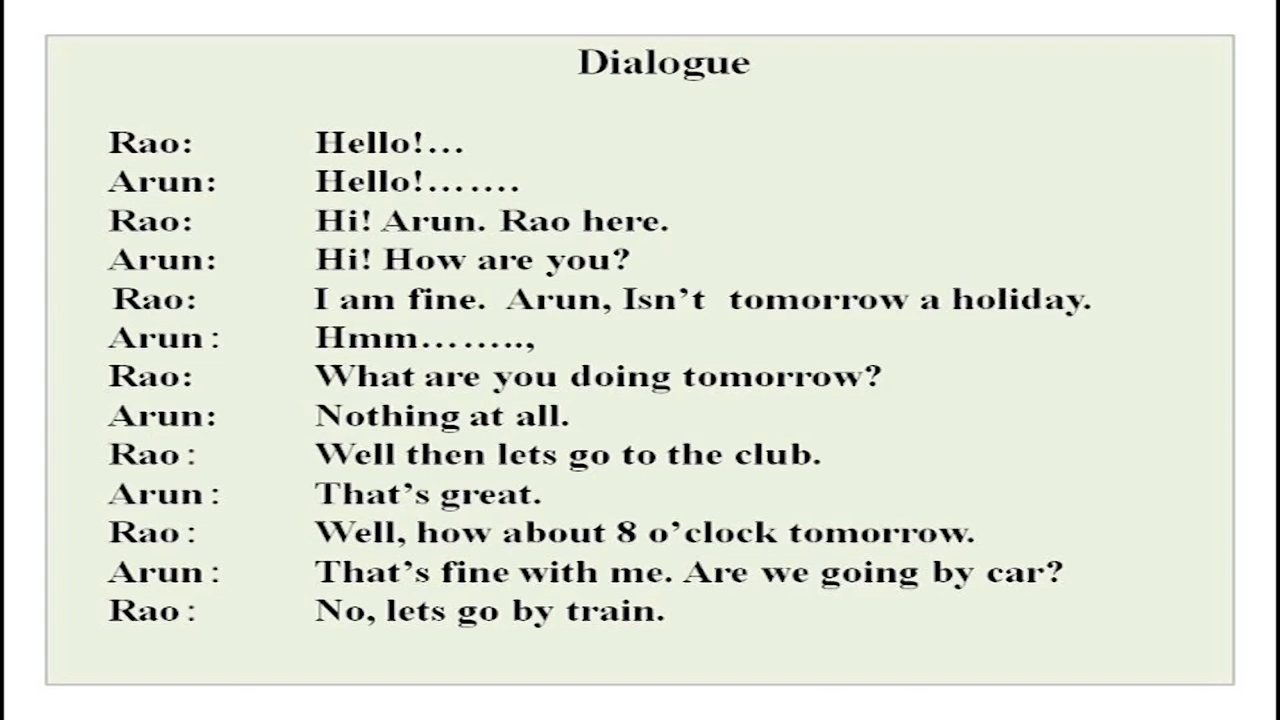 Dialogue
Rao: Hello!...
Arun: Hello!.......
Rao: Hi! Arun. Rao here.
Arun: Hi! How are you?
Rao: I am fine. Arun, Isn’t tomorrow a holiday.
Arun : Hmm……..,
Rao: What are you doing tomorrow?
Arun: Nothing at all.
Rao : Well then lets go to the club.
Arun : That’s great.
Rao : Well, how about 8 o’clock tomorrow.
Arun : That’s fine with me. Are we going by car?
Rao : No, lets go by train.